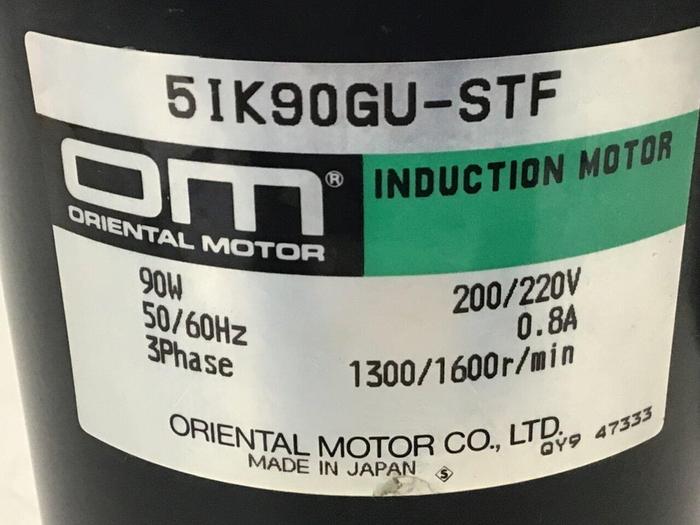 5IK90GU-STF
om®
ORIENTAL MOTOR
INDUCTION MOTOR
90W
50/60Hz
3Phase
200/220V
0.8A
1300/1600r/min
ORIENTAL MOTOR CO., LTD.
MADE IN JAPAN S
QY9 47333